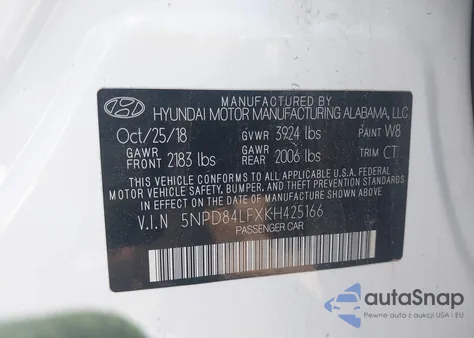 MANUFACTURED BY
HYUNDAI MOTOR MANUFACTURING ALABAMA, LLC
Oct/25/18 GVWR 3924 lbs PAINT W8
GAWR FRONT 2183 lbs GAWR REAR 2006 lbs TRIM CT
THIS VEHICLE CONFORMS TO ALL APPLICABLE U.S.A. FEDERAL
MOTOR VEHICLE SAFETY, BUMPER, AND THEFT PREVENTION
STANDARDS IN EFFECT ON THE DATE OF MANUFACTURE SHOWN ABOVE.
V.I.N 5NPD84LFXKH425166
PASSENGER CAR
autoSnap
Pewne auto z aukcji USA i EU